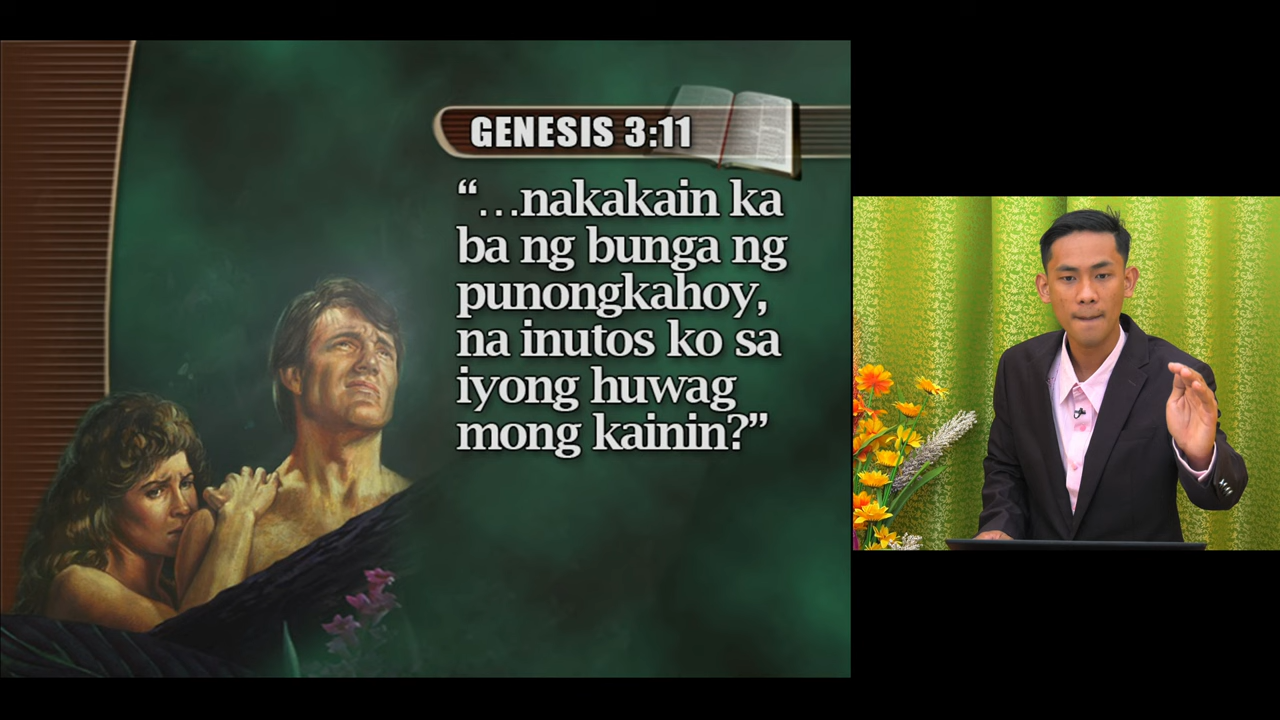 GENESIS 3:11
“...nakakain ka
ba ng bunga ng
punongkahoy,
na inutos ko sa
iyong huwag
mong kainin?”